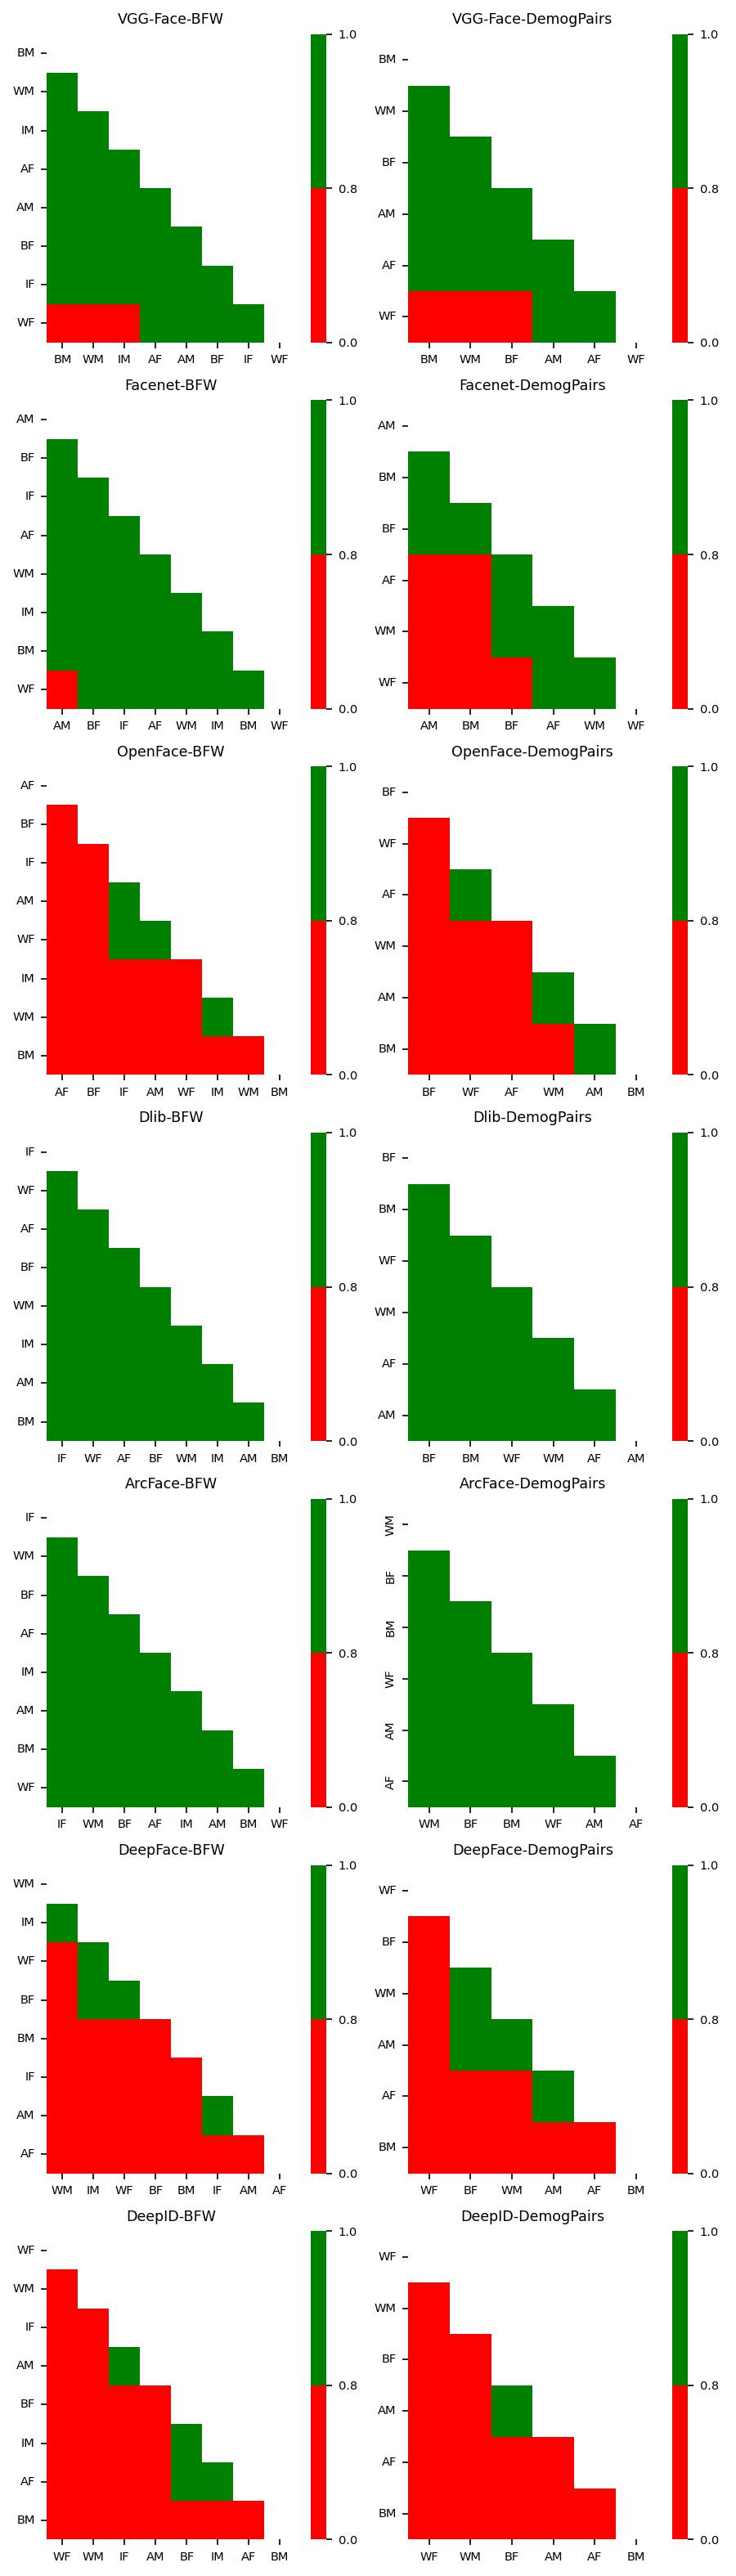 VGG-Face-BFW
BM
WM
IM
AF
AM
BF
IF
WF
BM WM IM AF AM BF IF WF
1.0
0.8
0.0
VGG-Face-DemogPairs
BM
WM
BF
AM
AF
WF
BM WM BF AM AF WF
1.0
0.8
0.0
Facenet-BFW
AM
BF
IF
AF
WM
IM
BM
WF
AM BF IF AF WM IM BM WF
1.0
0.8
0.0
Facenet-DemogPairs
AM
BM
BF
AF
WM
WF
AM BM BF AF WM WF
1.0
0.8
0.0
OpenFace-BFW
AF
BF
IF
AM
WF
IM
WM
BM
AF BF IF AM WF IM WM BM
1.0
0.8
0.0
OpenFace-DemogPairs
BF
WF
AF
WM
AM
BM
BF WF AF WM AM BM
1.0
0.8
0.0
Dlib-BFW
IF
WF
AF
BF
WM
IM
AM
BM
IF WF AF BF WM IM AM BM
1.0
0.8
0.0
Dlib-DemogPairs
BF
BM
WF
WM
AF
AM
BF BM WF WM AF AM
1.0
0.8
0.0
ArcFace-BFW
IF
WM
BF
AF
IM
AM
BM
WF
IF WM BF AF IM AM BM WF
1.0
0.8
0.0
ArcFace-DemogPairs
WM
BF
BM
WF
AM
AF
WM BF BM WF AM AF
1.0
0.8
0.0
DeepFace-BFW
WM
IM
WF
BF
BM
IF
AM
AF
WM IM WF BF BM IF AM AF
1.0
0.8
0.0
DeepFace-DemogPairs
WF
BF
WM
AM
AF
BM
WF BF WM AM AF BM
1.0
0.8
0.0
DeepID-BFW
WF
WM
IF
AM
BF
IM
AF
BM
WF WM IF AM BF IM AF BM
1.0
0.8
0.0
DeepID-DemogPairs
WF
WM
BF
AM
AF
BM
WF WM BF AM AF BM
1.0
0.8
0.0